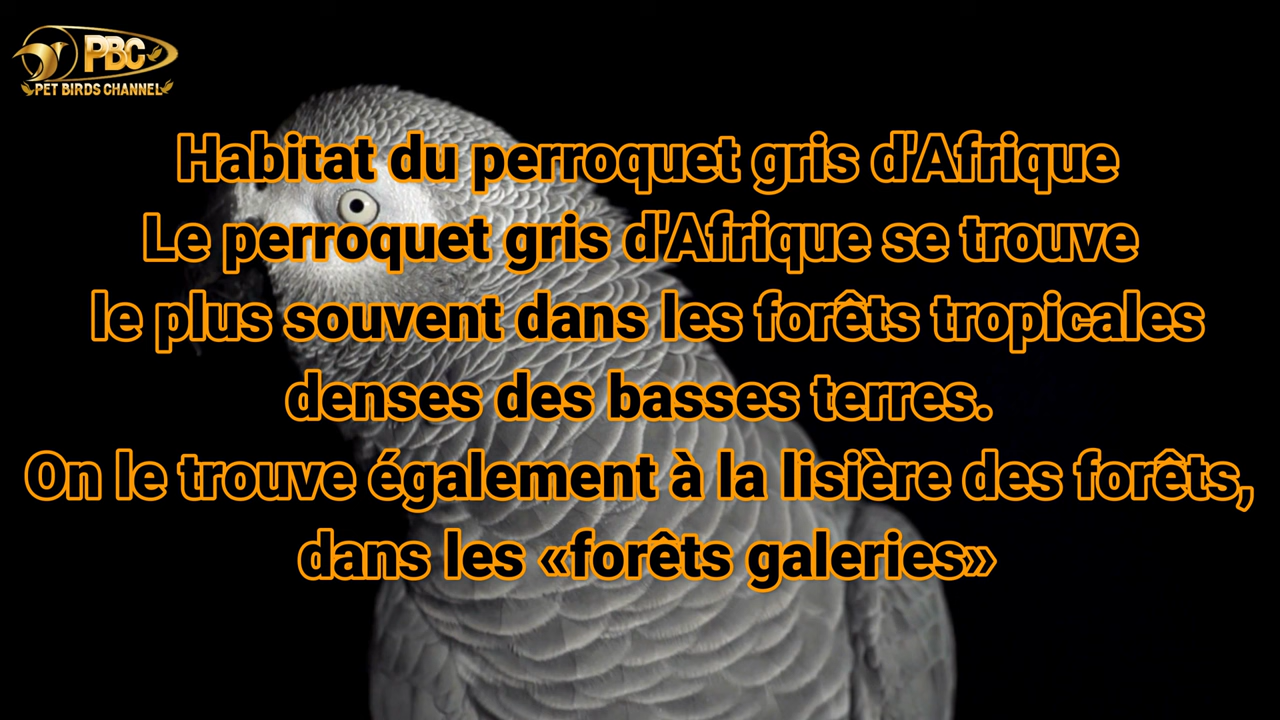 PBC
PET BIRDS CHANNEL
Habitat du perroquet gris d'Afrique
Le perroquet gris d'Afrique se trouve
le plus souvent dans les forêts tropicales
denses des basses terres.
On le trouve également à la lisière des forêts,
dans les «forêts galeries»